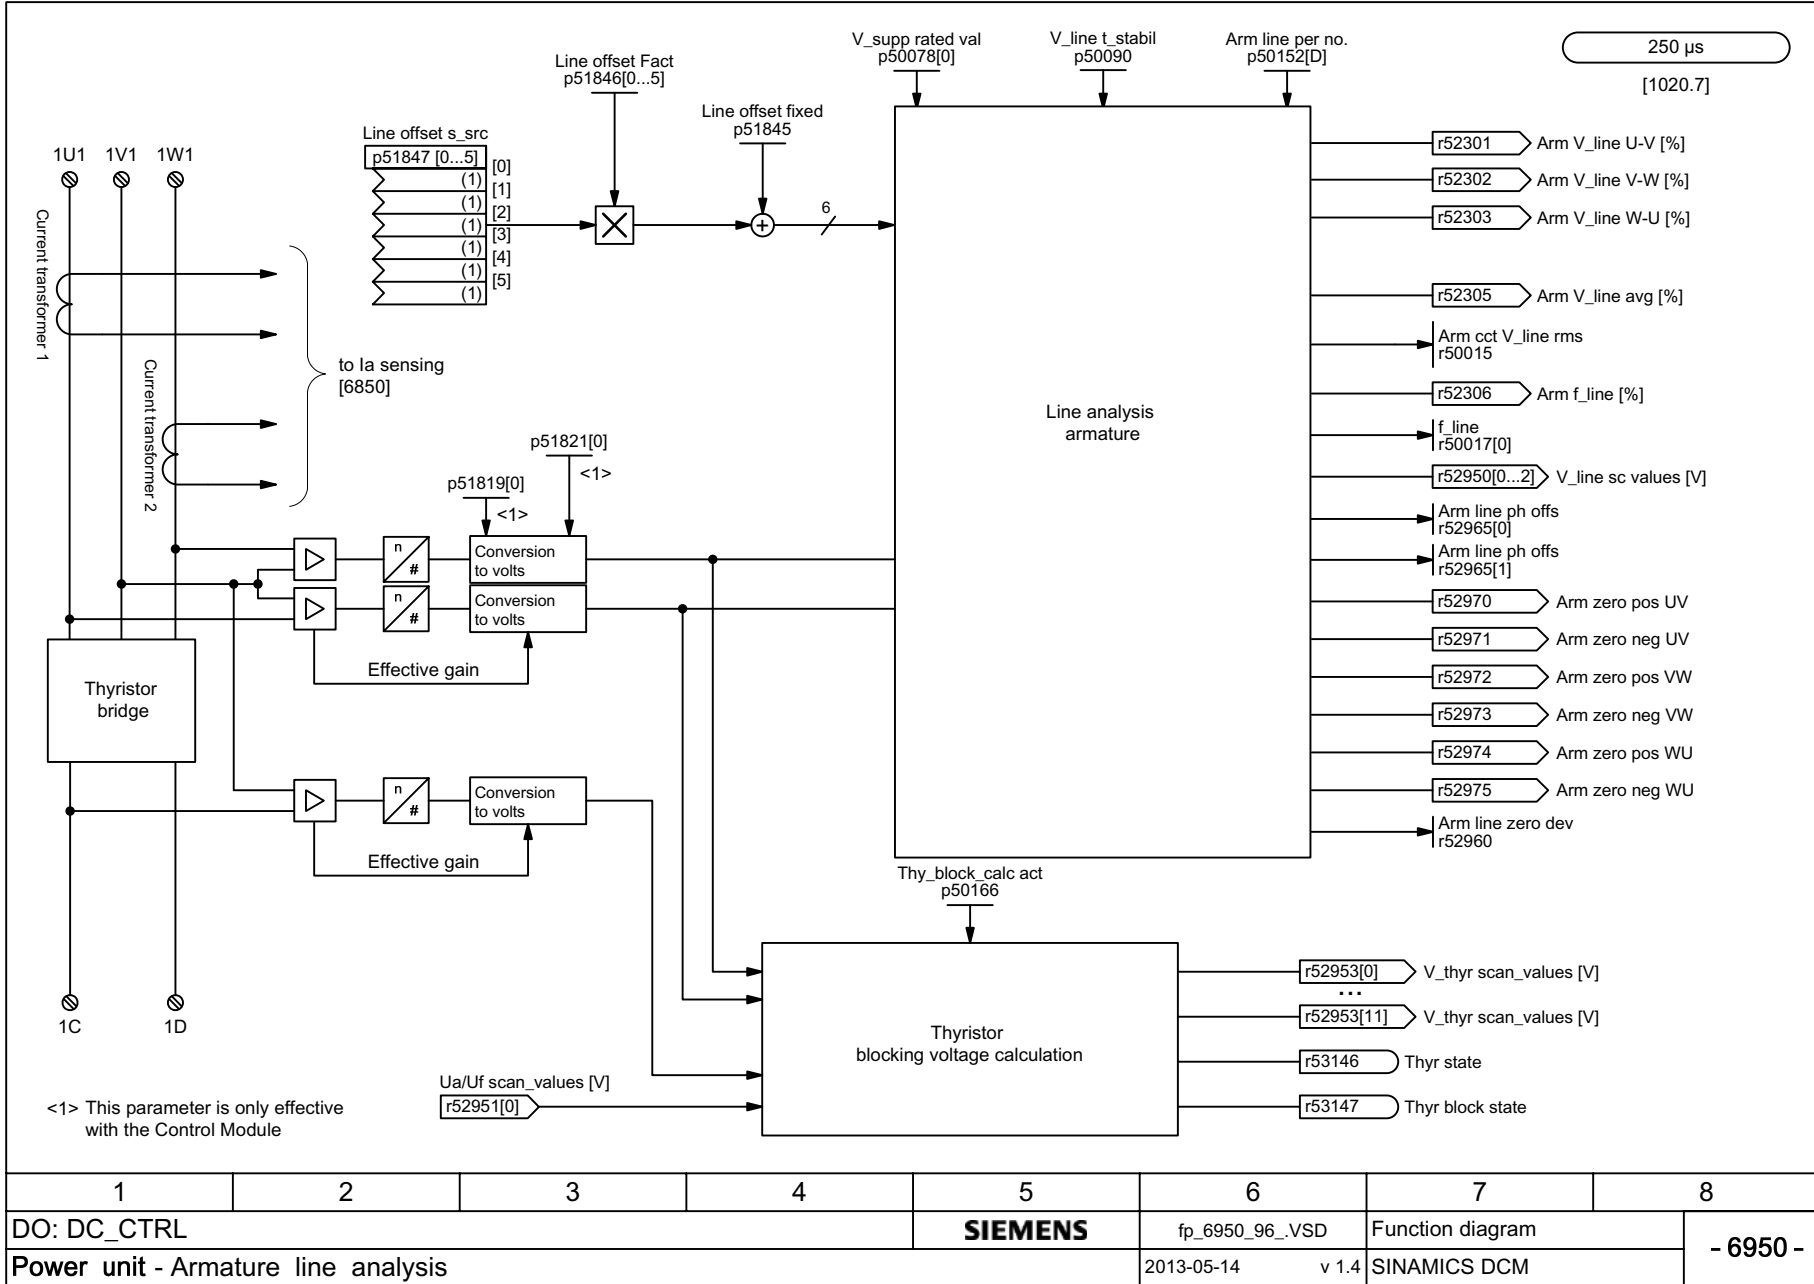 V_supp rated val
p50078[0]
V_line t_stabil
p50090
Arm line per no.
p50152[D]
250 µs
[1020.7]
Line offset Fact
p51846[0...5]
Line offset fixed
p51845
Line offset s_src
p51847 [0...5]
[0]
(1)
[1]
(1)
[2]
(1)
[3]
(1)
[4]
(1)
[5]
(1)
6
1U1 1V1 1W1
Current transformer 1
Current transformer 2
to Ia sensing
[6850]
p51821[0]
<1>
p51819[0]
<1>
n
#
Conversion
to volts
n
#
Conversion
to volts
Effective gain
Thyristor
bridge
n
#
Conversion
to volts
Effective gain
1C 1D
Line analysis
armature
r52301 Arm V_line U-V [%]
r52302 Arm V_line V-W [%]
r52303 Arm V_line W-U [%]
r52305 Arm V_line avg [%]
Arm cct V_line rms
r50015
r52306 Arm f_line [%]
f_line
r50017[0]
r52950[0...2] V_line sc values [V]
Arm line ph offs
r52965[0]
Arm line ph offs
r52965[1]
r52970 Arm zero pos UV
r52971 Arm zero neg UV
r52972 Arm zero pos VW
r52973 Arm zero neg VW
r52974 Arm zero pos WU
r52975 Arm zero neg WU
Arm line zero dev
r52960
Thy_block_calc act
p50166
Thyristor
blocking voltage calculation
r52953[0] V_thyr scan_values [V]
...
r52953[11] V_thyr scan_values [V]
r53146 Thyr state
r53147 Thyr block state
Ua/Uf scan_values [V]
r52951[0]
<1> This parameter is only effective
with the Control Module
1 2 3 4 5 6 7 8
DO: DC_CTRL
SIEMENS
fp_6950_96_.VSD
Function diagram
- 6950 -
Power unit - Armature line analysis
2013-05-14 v 1.4
SINAMICS DCM